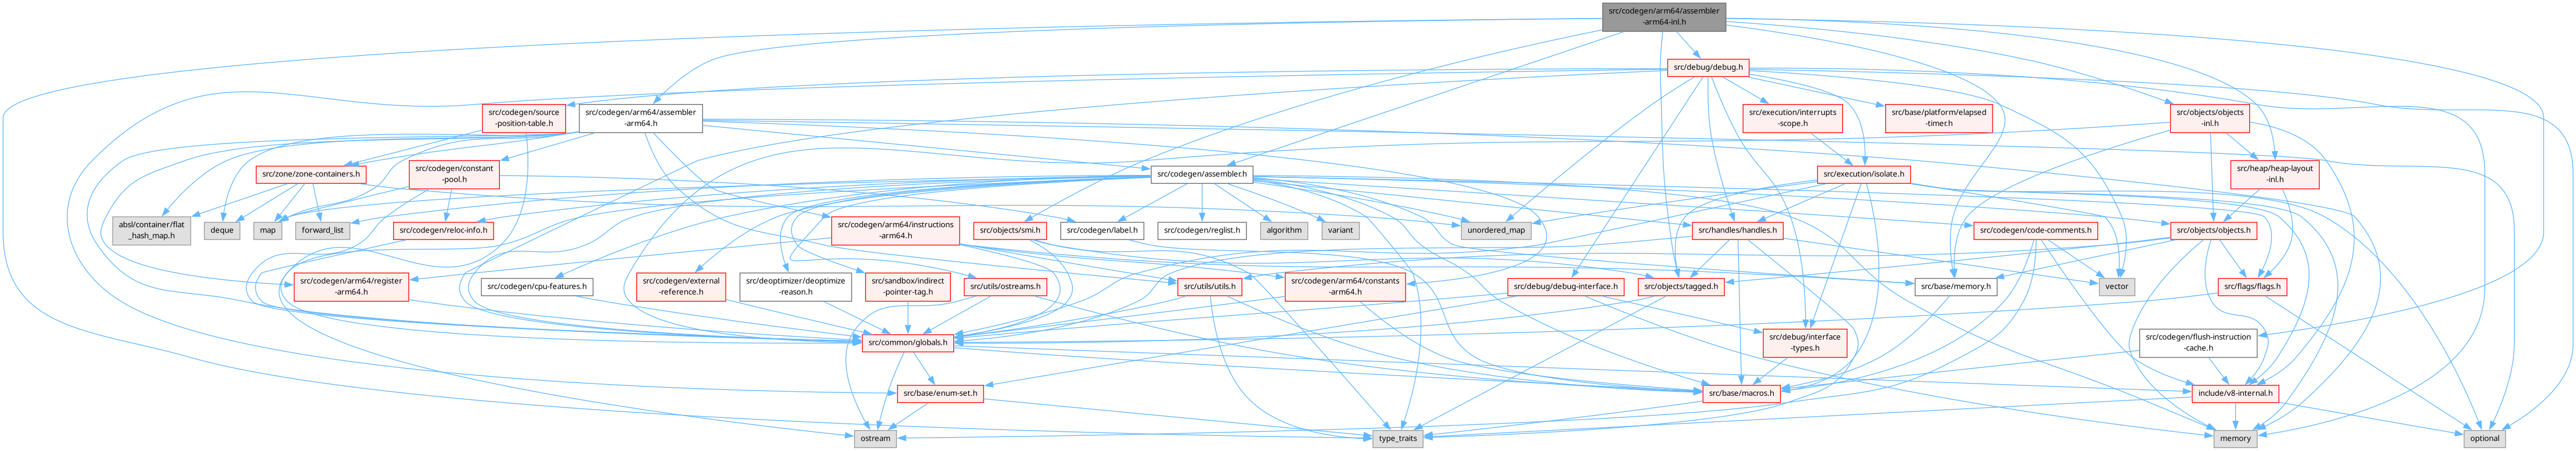 src/codegen/arm64/assembler
-arm64-inl.h
src/debug/debug.h
src/codegen/source
-position-table.h
src/codegen/arm64/assembler
-arm64.h
src/execution/interrupts
-scope.h
src/base/platform/elapsed
-timer.h
src/objects/objects
-inl.h
src/zone/zone-containers.h
src/codegen/constant
-pool.h
src/codegen/assembler.h
src/execution/isolate.h
src/heap/heap-layout
-inl.h
absl/container/flat
_hash_map.h
deque
map
forward_list
src/codegen/reloc-info.h
src/codegen/arm64/instructions
-arm64.h
src/objects/smi.h
src/codegen/label.h
src/codegen/reglist.h
algorithm
variant
unordered_map
src/handles/handles.h
src/codegen/code-comments.h
src/objects/objects.h
src/codegen/arm64/register
-arm64.h
src/codegen/cpu-features.h
src/codegen/external
-reference.h
src/deoptimizer/deoptimize
-reason.h
src/sandbox/indirect
-pointer-tag.h
src/utils/ostreams.h
src/utils/utils.h
src/codegen/arm64/constants
-arm64.h
src/debug/debug-interface.h
src/objects/tagged.h
src/base/memory.h
vector
src/flags/flags.h
src/common/globals.h
src/debug/interface
-types.h
src/codegen/flush-instruction
-cache.h
src/base/enum-set.h
src/base/macros.h
include/v8-internal.h
ostream
type_traits
memory
optional